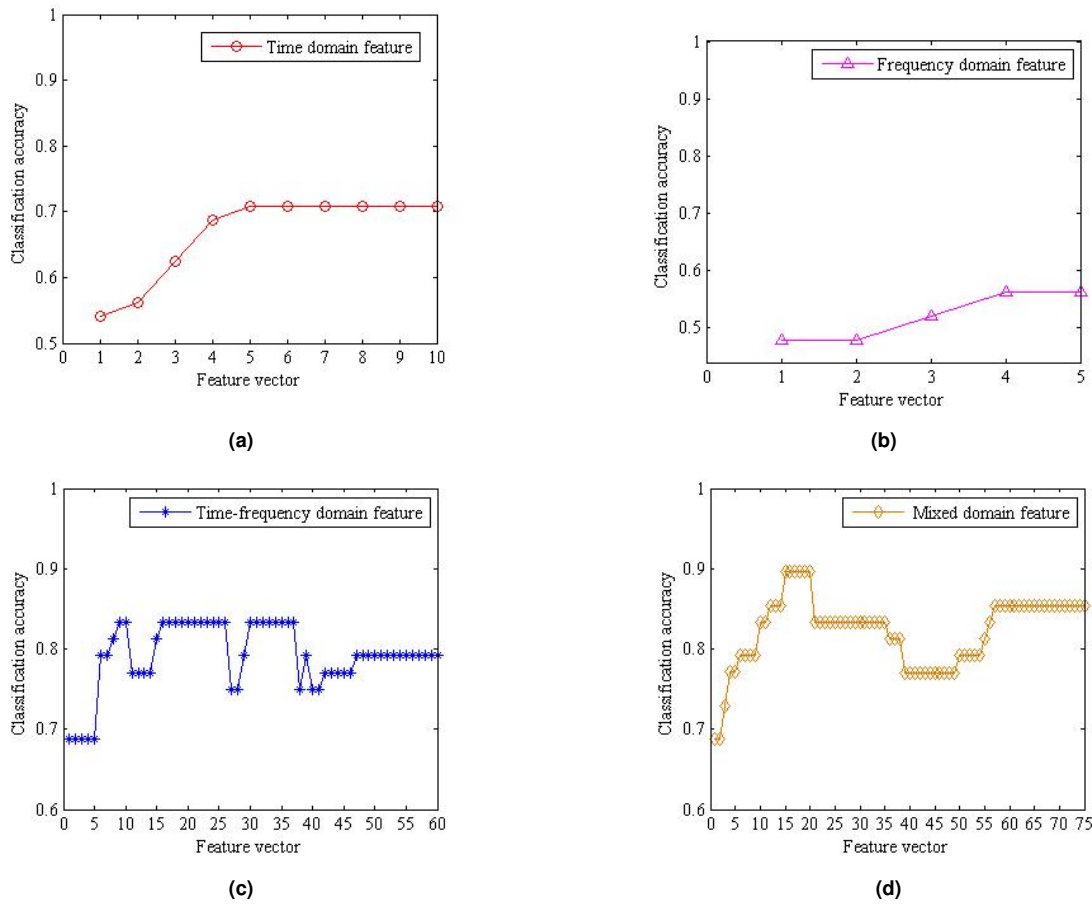 1
0.9
0.8
0.7
0.6
0.5
Classification accuracy
Time domain feature
0 1 2 3 4 5 6 7 8 9 10
Feature vector
(a)
1
0.9
0.8
0.7
0.6
0.5
Classification accuracy
Frequency domain feature
0 1 2 3 4 5
Feature vector
(b)
1
0.9
0.8
0.7
0.6
Classification accuracy
Time-frequency domain feature
0 5 10 15 20 25 30 35 40 45 50 55 60
Feature vector
(c)
1
0.9
0.8
0.7
0.6
Classification accuracy
Mixed domain feature
0 5 10 15 20 25 30 35 40 45 50 55 60 65 70 75
Feature vector
(d)